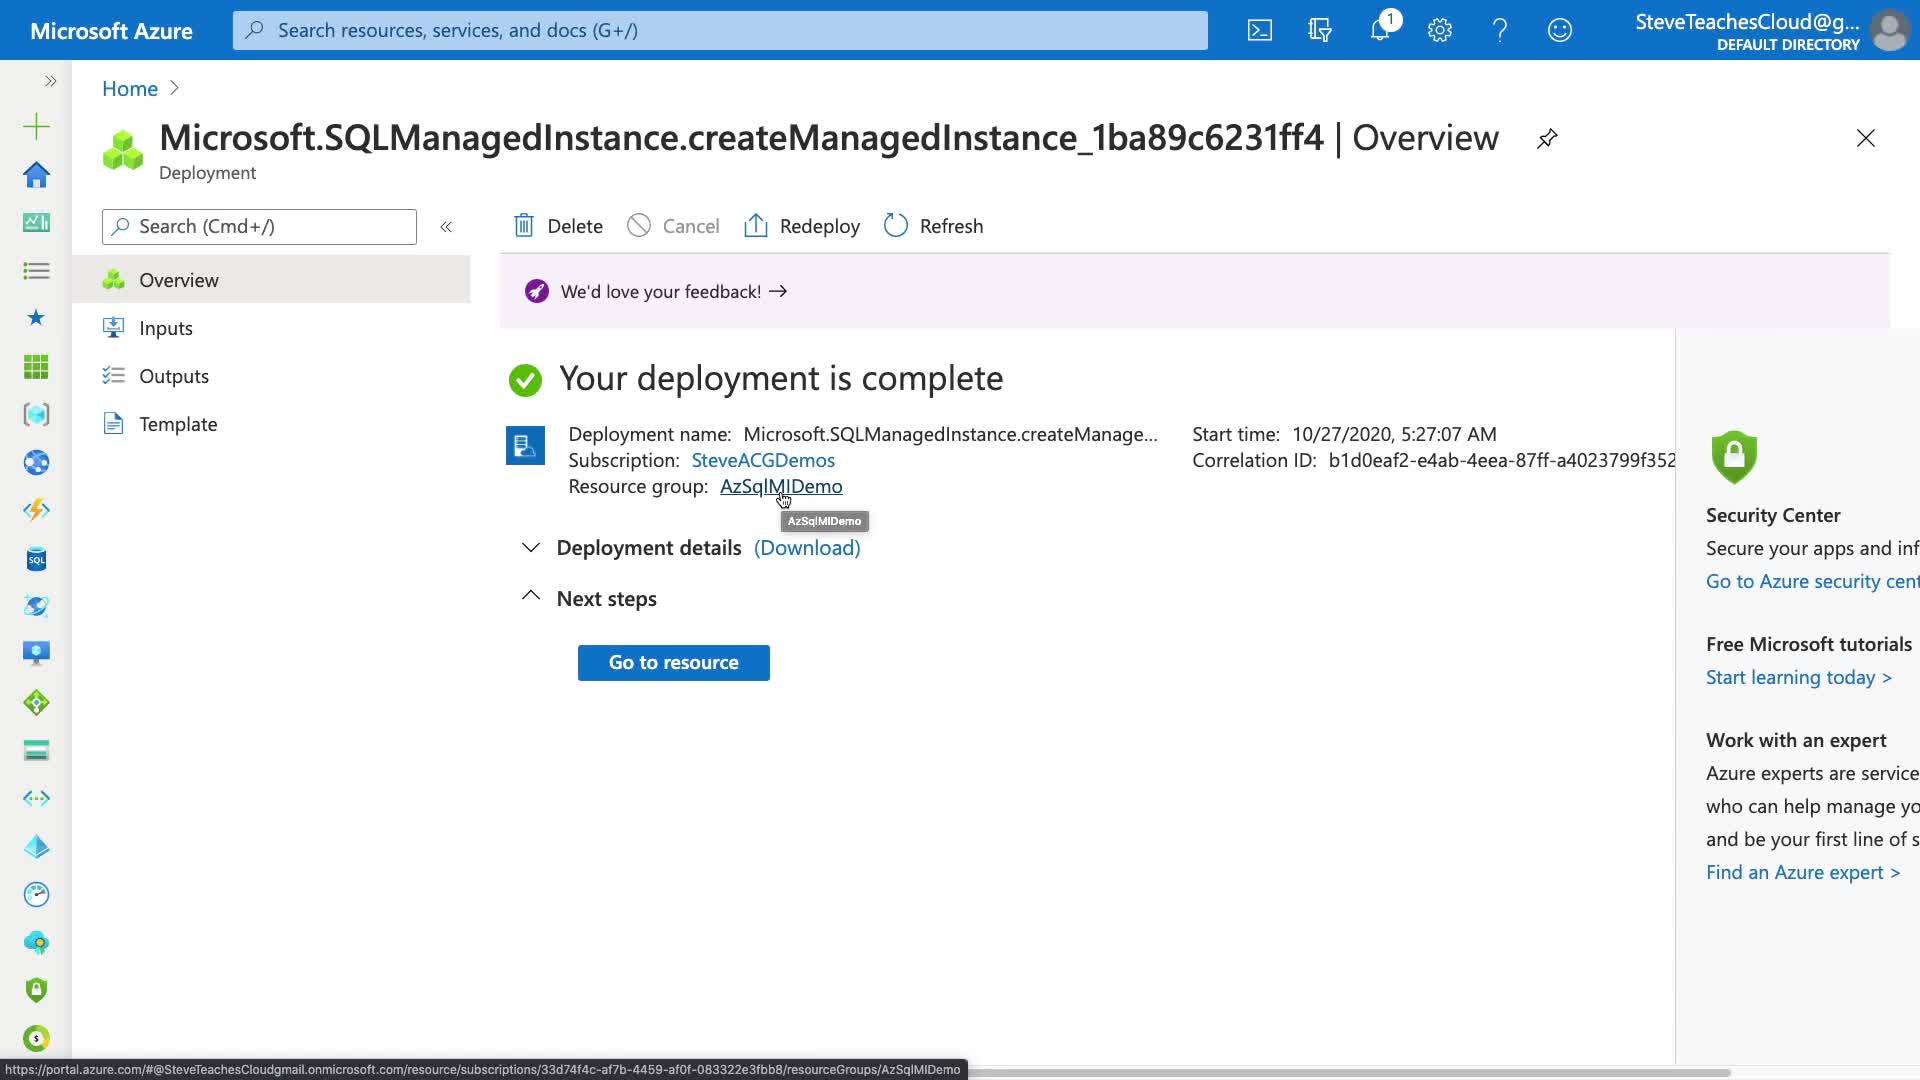 Microsoft Azure
Search resources, services, and docs (G+/)
1
SteveTeachesCloud@g...
DEFAULT DIRECTORY
Home
Microsoft.SQLManagedInstance.createManagedInstance_1ba89c6231ff4 | Overview
Deployment
Search (Cmd+/)
Delete
Cancel
Redeploy
Refresh
Overview
Inputs
Outputs
Template
We'd love your feedback! →
Your deployment is complete
Deployment name: Microsoft.SQLManagedInstance.createManage...
Subscription: SteveACGDemos
Resource group: AzSqlMIDemo
Start time: 10/27/2020, 5:27:07 AM
Correlation ID: b1d0eaf2-e4ab-4eea-87ff-a4023799f352
AzSqlMIDemo
Deployment details (Download)
Next steps
Go to resource
Security Center
Secure your apps and inf
Go to Azure security cent
Free Microsoft tutorials
Start learning today >
Work with an expert
Azure experts are service
who can help manage yo
and be your first line of s
Find an Azure expert >
SQL
https://portal.azure.com/#@SteveTeachesCloudgmail.onmicrosoft.com/resource/subscriptions/33d74f4c-af7b-4459-af0f-083322e3fbb8/resourceGroups/AzSqlMIDemo